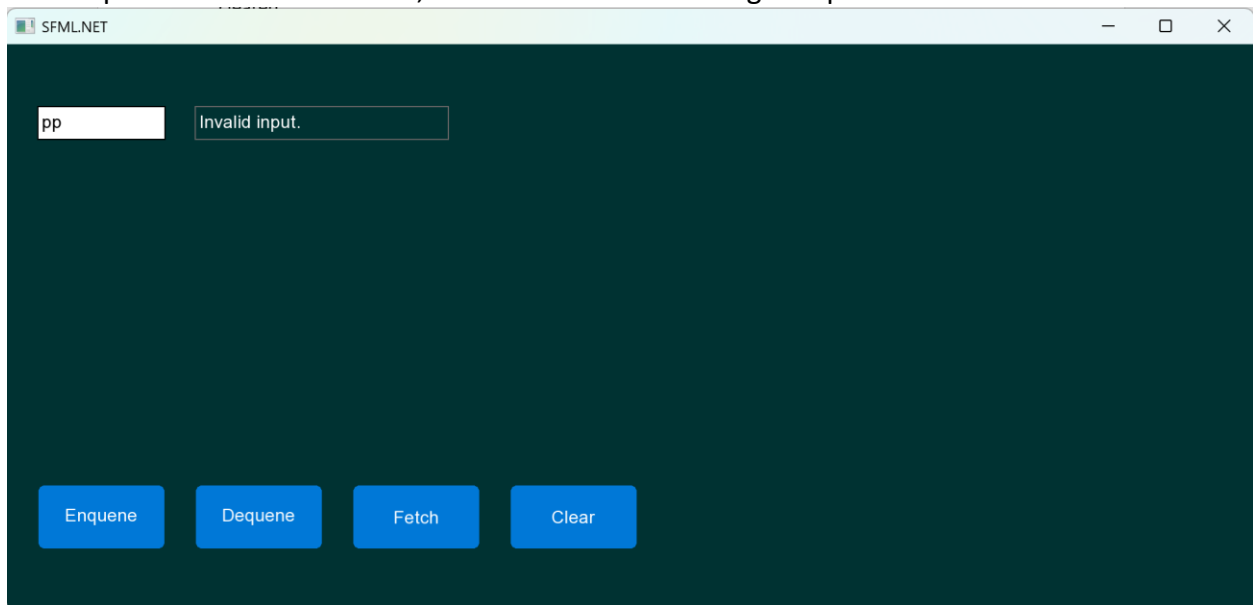 SFML.NET
pp
Invalid input.
Enquene
Dequene
Fetch
Clear